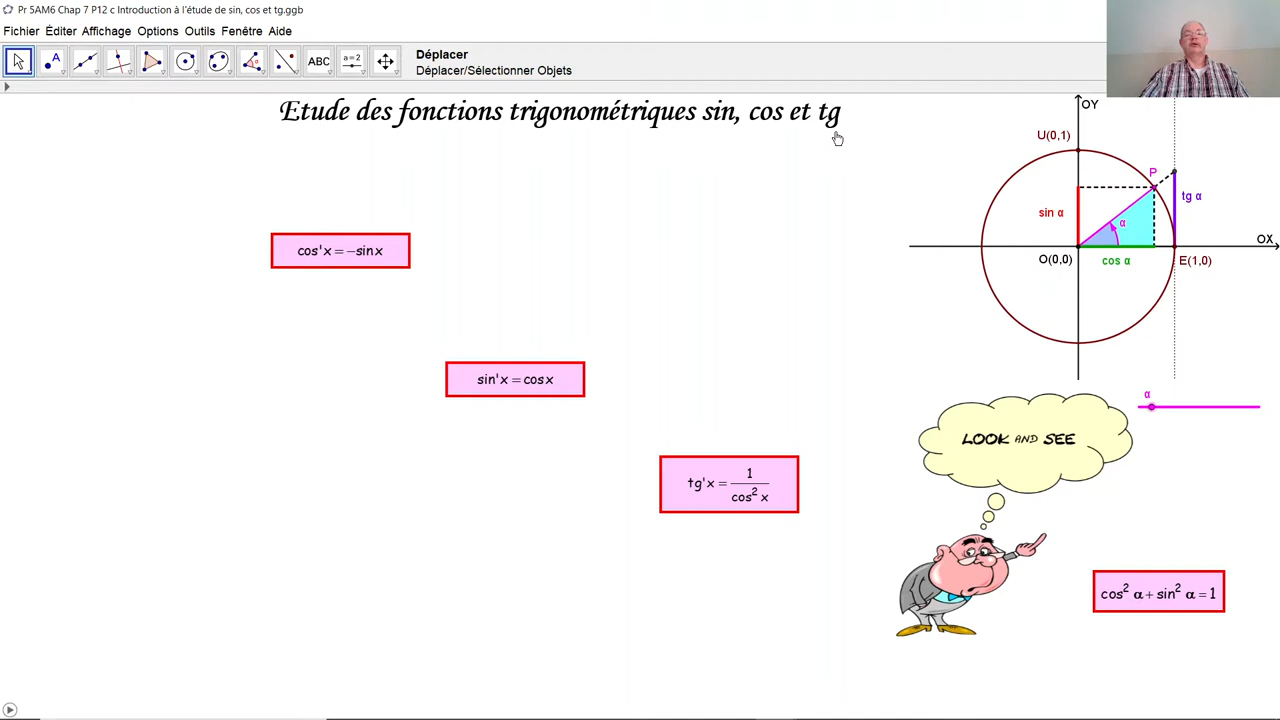 Pr 5AM6 Chap 7 P12 c Introduction à l'étude de sin, cos et tg.ggb
Fichier Éditer Affichage Options Outils Fenêtre Aide
A
α
ABC
a=2
Déplacer
Déplacer/Sélectionner Objets
Etude des fonctions trigonométriques sin, cos et tg
OY
U(0,1)
P
tg α
sin α
α
OX
O(0,0)
cos α
E(1,0)
cos'x = −sinx
sin'x = cosx
α
LOOK AND SEE
tg'x = 1/cos² x
cos² α + sin² α = 1